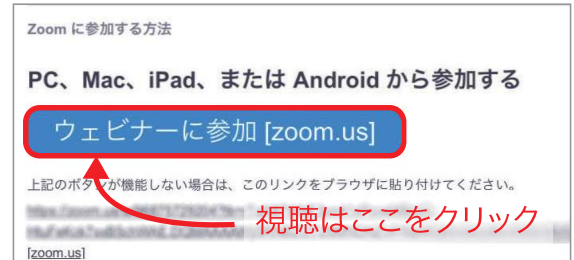 Zoom に参加する方法
PC、Mac、iPad、または Android から参加する
ウェビナーに参加 [zoom.us]
上記のボタンが機能しない場合は、このリンクをブラウザに貼り付けてください。
視聴はここをクリック
[zoom.us]